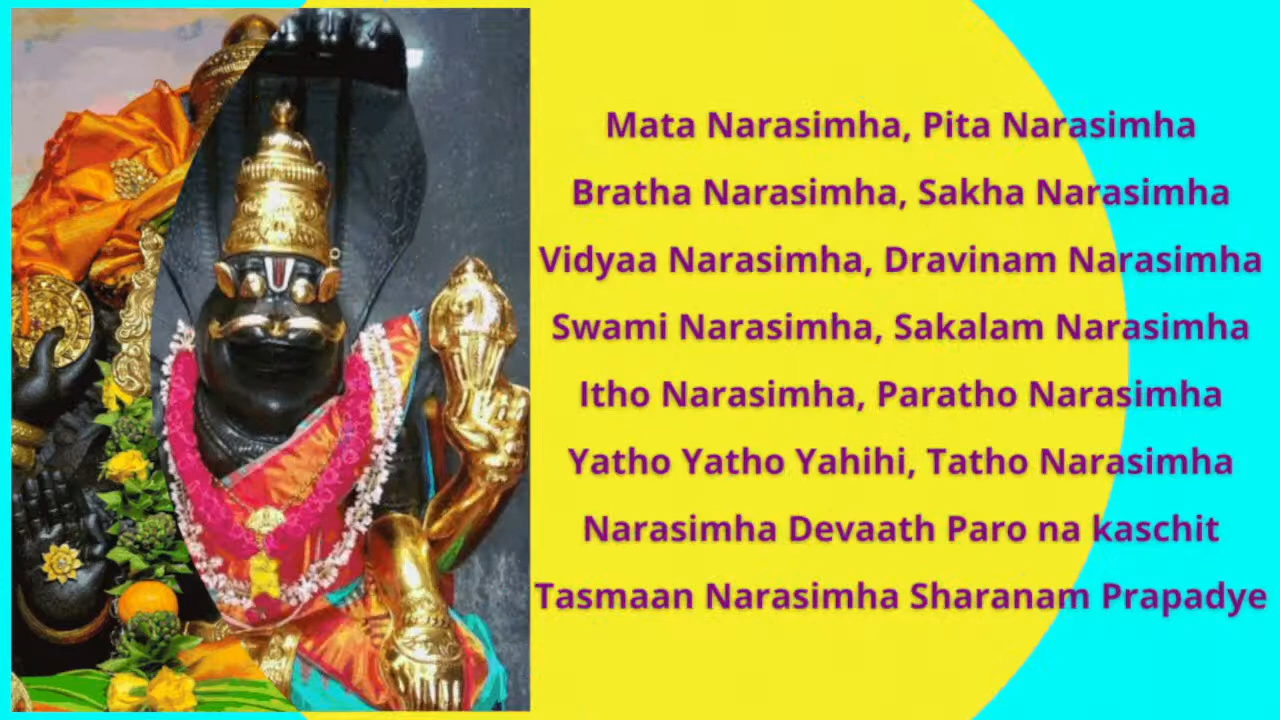 Mata Narasimha, Pita Narasimha
Bratha Narasimha, Sakha Narasimha
Vidyaa Narasimha, Dravinam Narasimha
Swami Narasimha, Sakalam Narasimha
Itho Narasimha, Paratho Narasimha
Yatho Yatho Yahihi, Tatho Narasimha
Narasimha Devaath Paro na kaschit
Tasmaan Narasimha Sharanam Prapadye